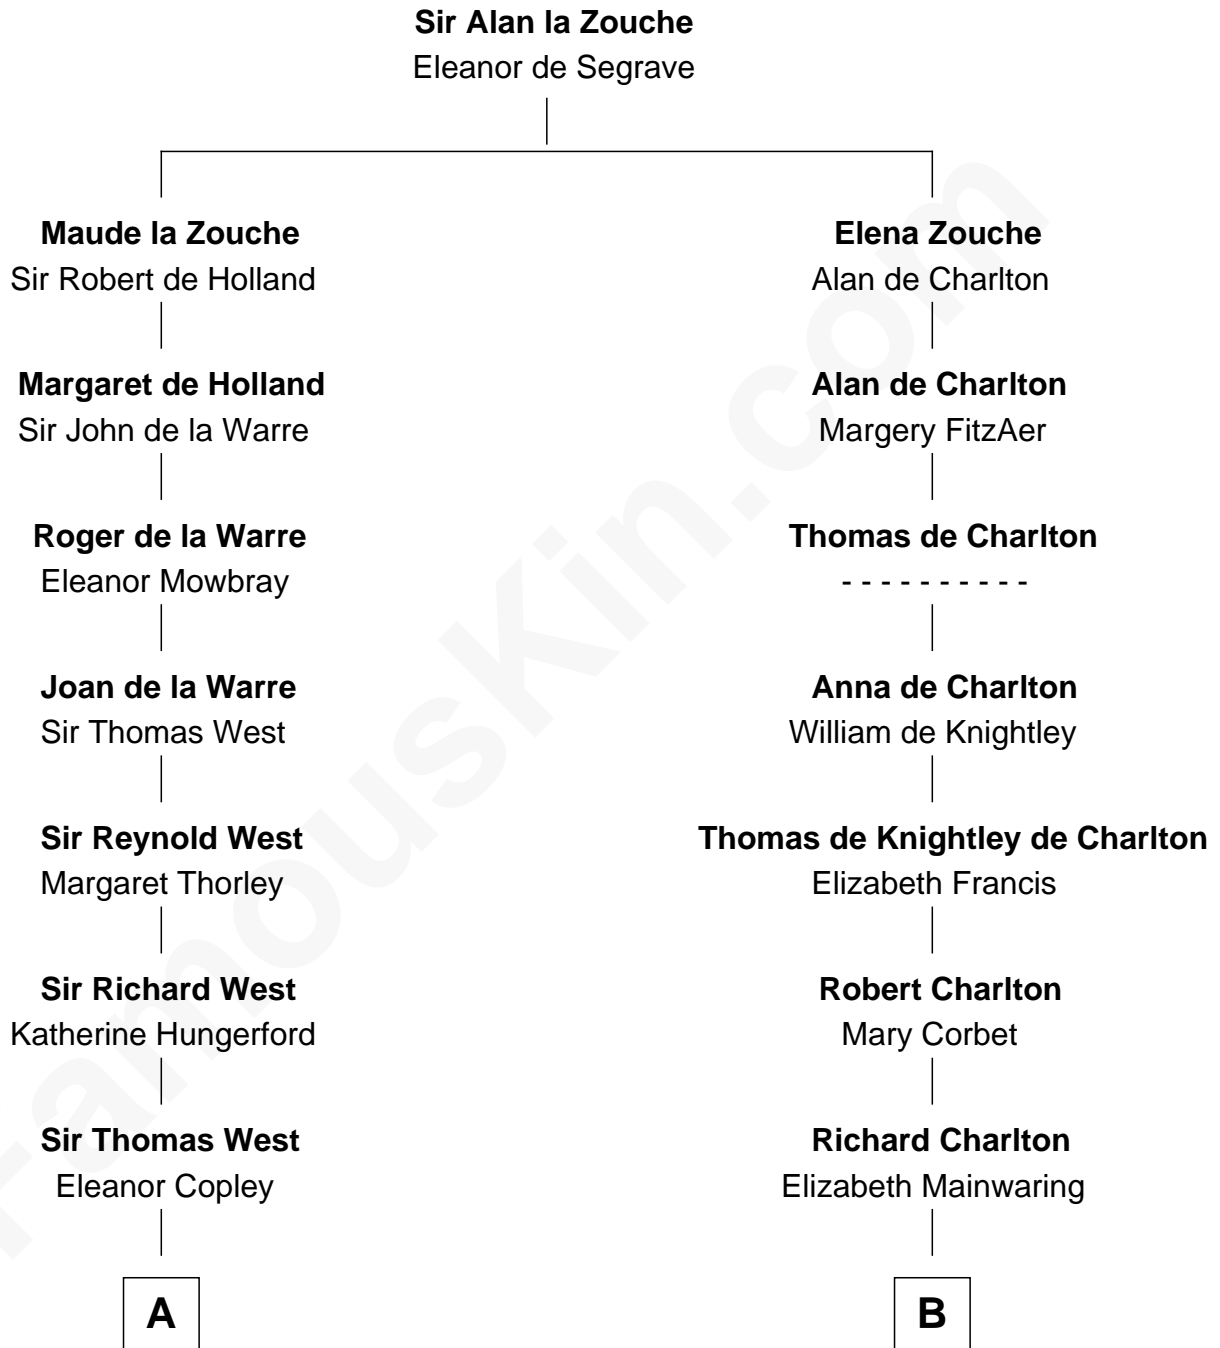 Sir Alan la Zouche
Eleanor de Segrave
Maude la Zouche
Sir Robert de Holland
Elena Zouche
Alan de Charlton
Margaret de Holland
Sir John de la Warre
Alan de Charlton
Margery FitzAer
Roger de la Warre
Eleanor Mowbray
Thomas de Charlton
- - - - - - - - - -
Joan de la Warre
Sir Thomas West
Anna de Charlton
William de Knightley
Sir Reynold West
Margaret Thorley
Thomas de Knightley de Charlton
Elizabeth Francis
Sir Richard West
Katherine Hungerford
Robert Charlton
Mary Corbet
Sir Thomas West
Eleanor Copley
Richard Charlton
Elizabeth Mainwaring
A
B
FamousKin.com